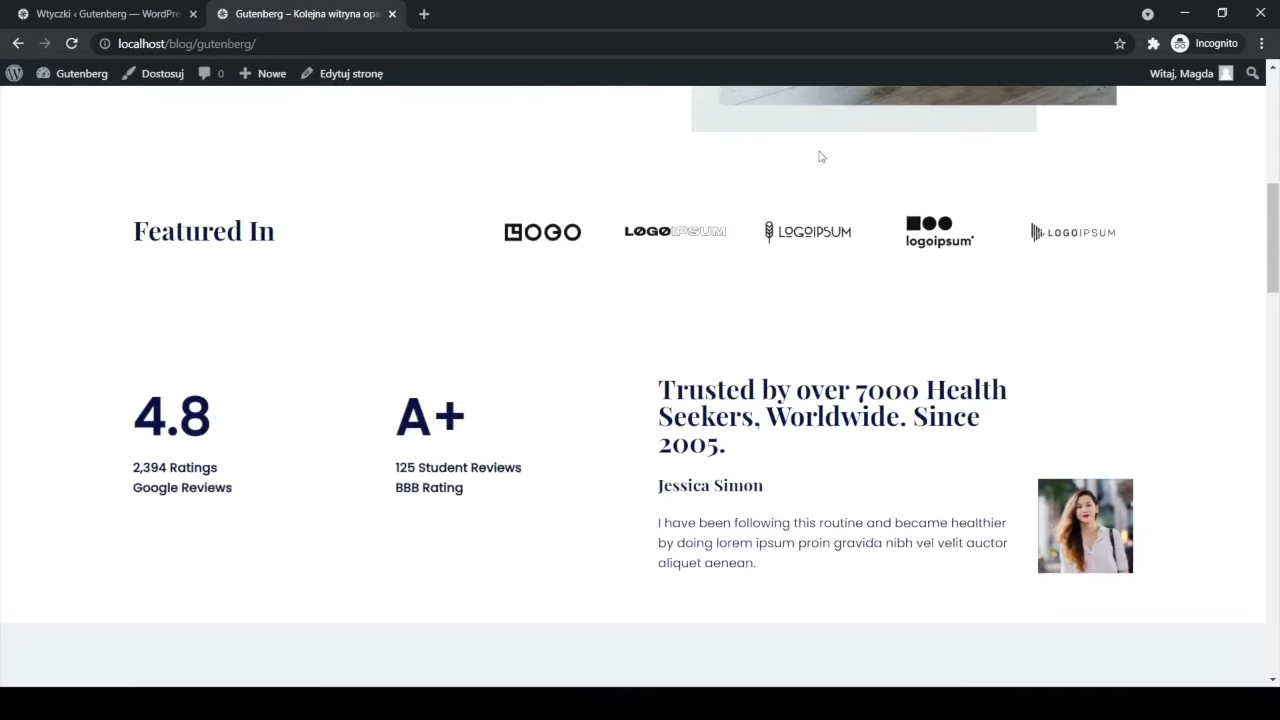 Wtyczki ‹ Gutenberg — WordPre
Gutenberg – Kolejna witryna opa
localhost/blog/gutenberg/
Incognito
Gutenberg
Dostosuj
0
Nowe
Edytuj stronę
Witaj, Magda
Featured In
LOGO
LOGOIPSUM
LOGOIPSUM
logoipsum
LOGOIPSUM
4.8
2,394 Ratings
Google Reviews
A+
125 Student Reviews
BBB Rating
Trusted by over 7000 Health
Seekers, Worldwide. Since
2005.
Jessica Simon
I have been following this routine and became healthier
by doing lorem ipsum proin gravida nibh vel velit auctor
aliquet aenean.